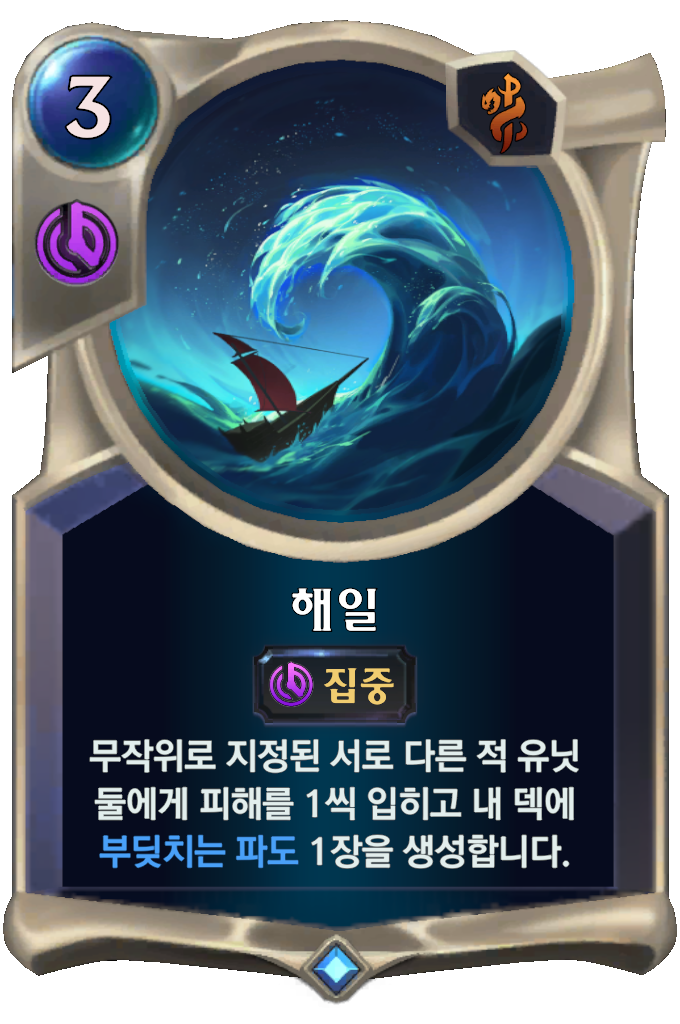 3
해일
집중
무작위로 지정된 서로 다른 적 유닛
둘에게 피해를 1씩 입히고 내 덱에
부딪치는 파도 1장을 생성합니다.